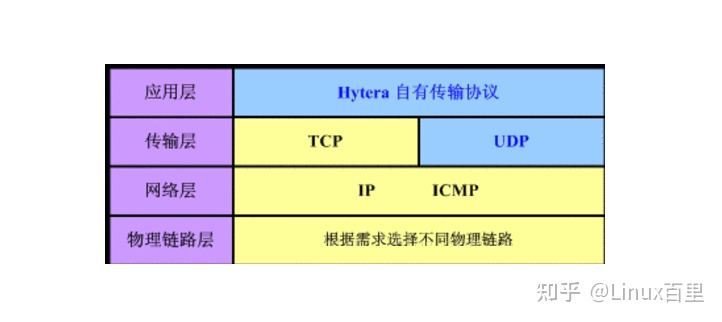 应用层 Hytera 自有传输协议
传输层 TCP UDP
网络层 IP ICMP
物理链路层 根据需求选择不同物理链路
知乎 @Linux百里